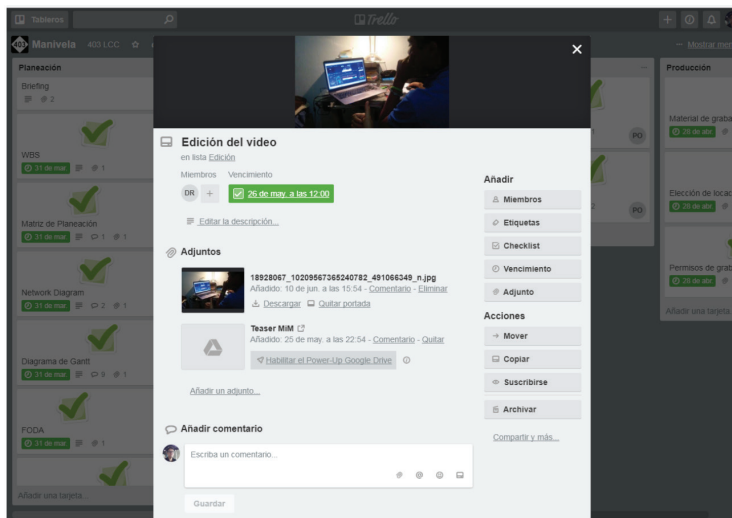 Tableros
Trello
403
Manivela
403 LCC
Mostrar
Planeación
Briefing
2
WBS
31 de mar.
1
Matriz de Planeación
31 de mar.
1
1
Network Diagram
31 de mar.
2
1
Diagrama de Gantt
31 de mar.
9
1
FODA
31 de mar.
1
Añadir una tarjeta...
Edición del video
en lista Edición
Miembros Vencimiento
DR + 26 de may. a las 12:00
Editar la descripción...
Adjuntos
18928067_10209567365240782_491066349_n.jpg
Añadido: 10 de jun. a las 15:54 - Comentario - Eliminar
Descargar Quitar portada
Teaser MiM
Añadido: 25 de may. a las 22:54 - Comentario - Quitar
Habilitar el Power-Up Google Drive
Añadir un adjunto...
Añadir comentario
Escriba un comentario...
Guardar
Añadir
Miembros
Etiquetas
Checklist
Vencimiento
Adjunto
Acciones
Mover
Copiar
Suscribirse
Archivar
Compartir y más...
PO
PO
Producción
Material de
28 de abr.
Elección de
28 de abr.
Permisos de
28 de abr.
Añadir una tarjeta